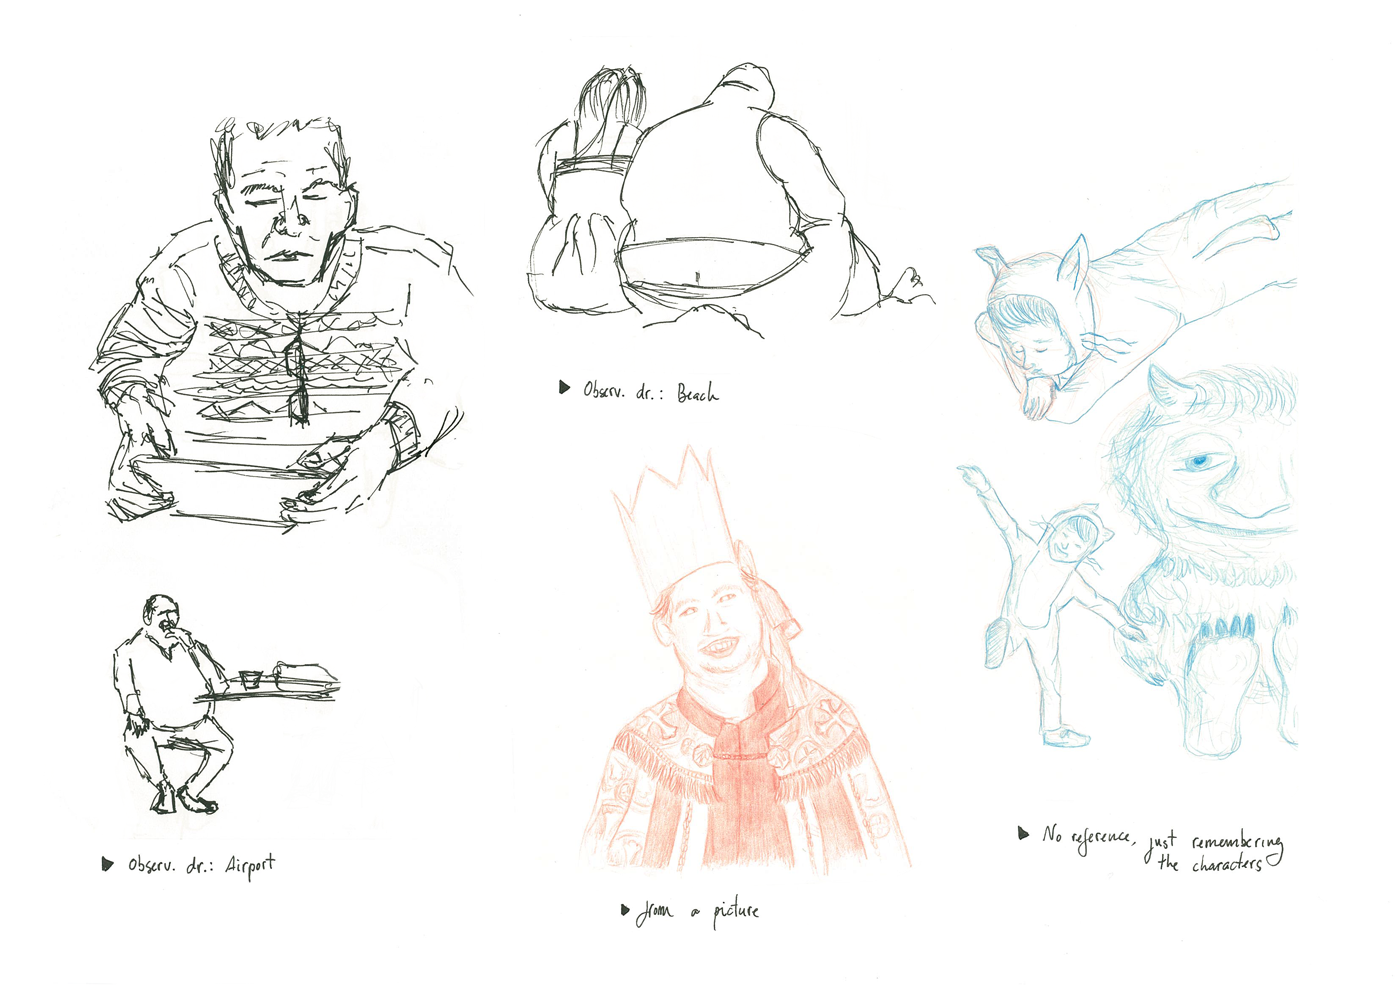 Observ. dr.: Beach
Observ. dr.: Airport
from a picture
No reference, just remembering
the characters